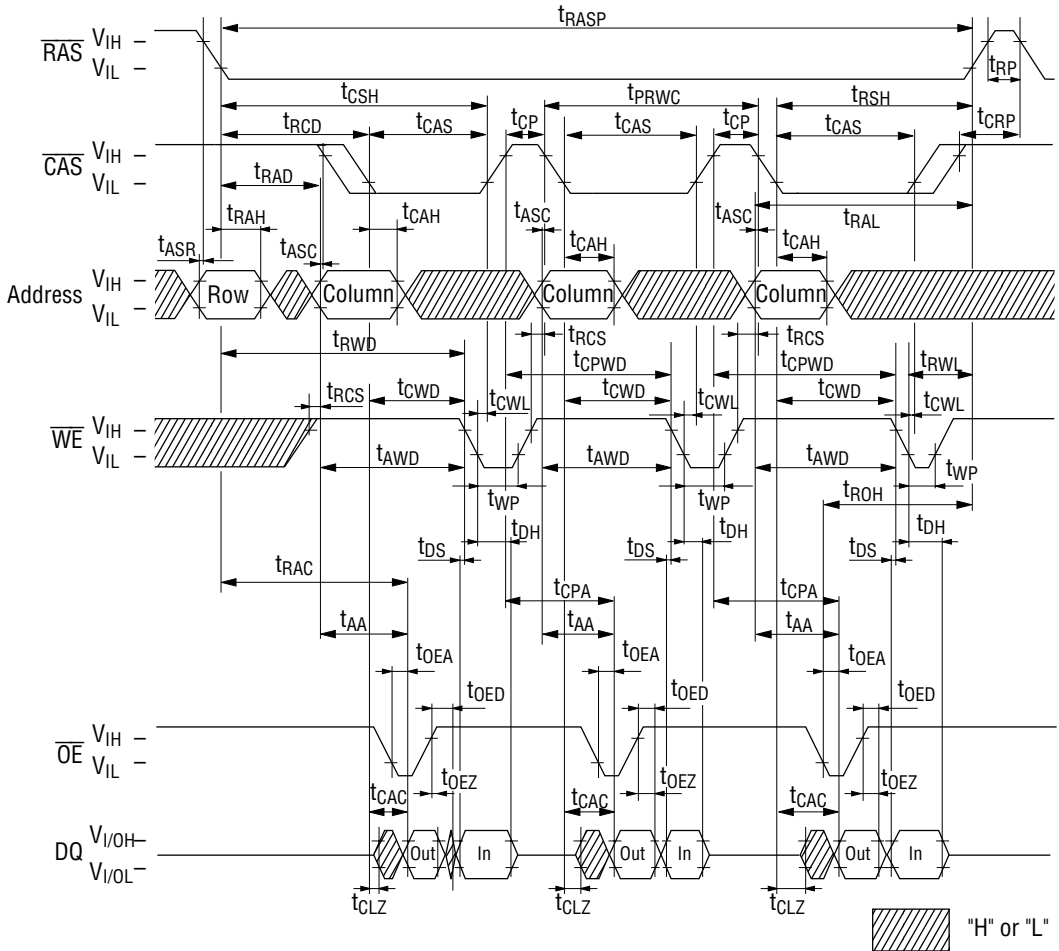 tRASP
RAS VIH
VIL
tRP
tCSH tPRWC tRSH
tRCD tCAS tCP tCAS tCP tCAS tCRP
CAS VIH
VIL
tRAD
tRAH tCAH tASC tASC tRAL
tASR tASC tCAH tCAH
Address VIH
VIL
Row Column Column Column
tRCS tRCS
tRWD tCPWD tCPWD tRWL
tRCS tCWD tCWL tCWD tCWL tCWD tCWL
WE VIH
VIL
tAWD tAWD tAWD
tWP tWP tWP
tROH
tDH tDH tDH
tDS tDS tDS
tRAC tCPA tCPA
tAA tAA tAA
tOEA tOEA tOEA
tOED tOED tOED
OE VIH
VIL
tCAC tOEZ tCAC tOEZ tCAC tOEZ
DQ VI/OH
VI/OL
Out In Out In Out In
tCLZ tCLZ tCLZ
"H" or "L"